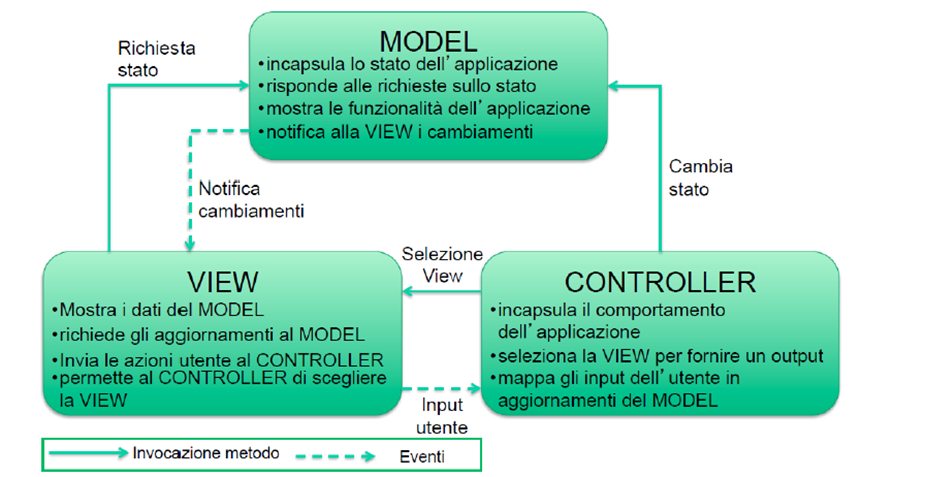 Richiesta
stato
MODEL
•incapsula lo stato dell’ applicazione
•risponde alle richieste sullo stato
•mostra le funzionalità dell’ applicazione
•notifica alla VIEW i cambiamenti
Notifica
cambiamenti
Cambia
stato
Selezione
View
VIEW
•Mostra i dati del MODEL
•richiede gli aggiornamenti al MODEL
•Invia le azioni utente al CONTROLLER
•permette al CONTROLLER di scegliere
la VIEW
CONTROLLER
•incapsula il comportamento
dell’ applicazione
•seleziona la VIEW per fornire un output
•mappa gli input dell’ utente in
aggiornamenti del MODEL
Input
utente
Invocazione metodo
Eventi